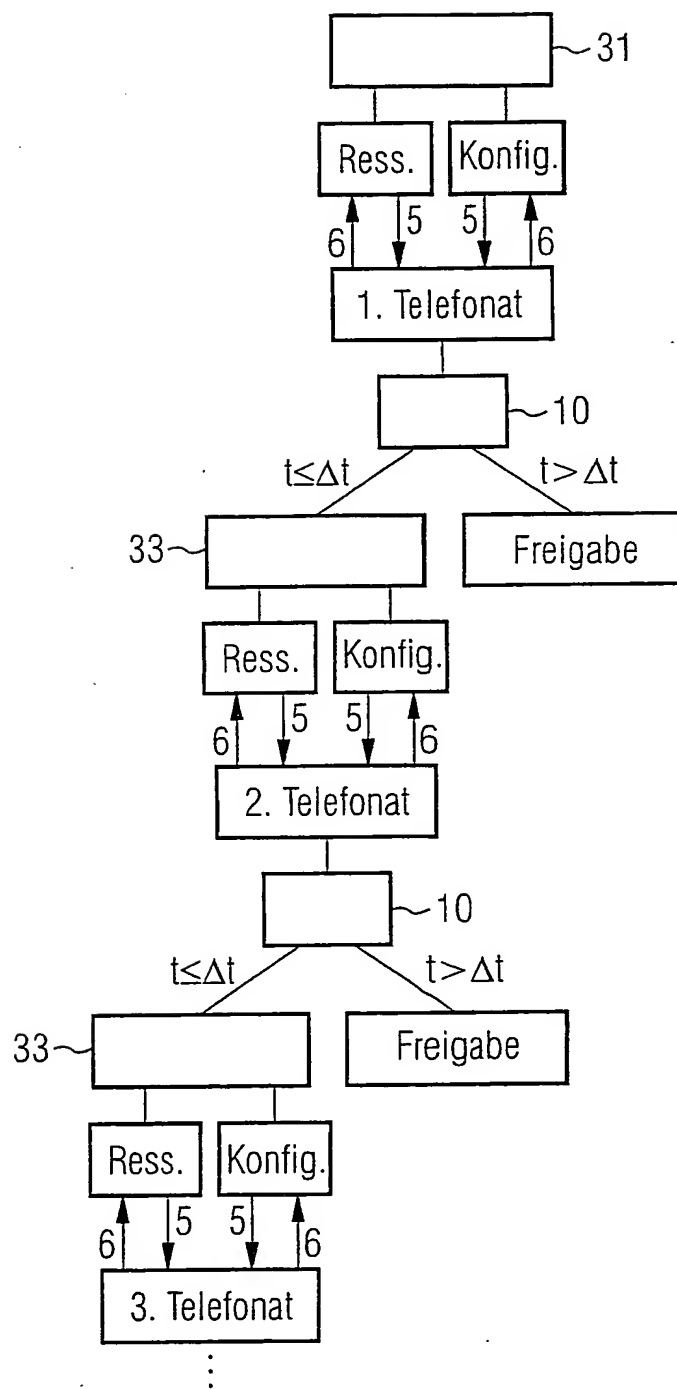 31
Ress. Konfig.
6 5 5 6
1. Telefonat
10
t≤Δt t>Δt
33 Freigabe
Ress. Konfig.
6 5 5 6
2. Telefonat
10
t≤Δt t>Δt
33 Freigabe
Ress. Konfig.
6 5 5 6
3. Telefonat
⋮